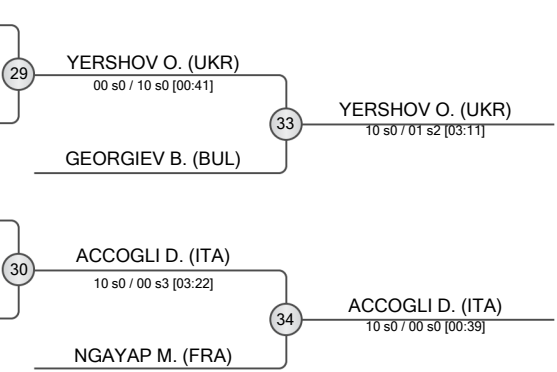 29
YERSHOV O. (UKR)
00 s0 / 10 s0 [00:41]
33
YERSHOV O. (UKR)
10 s0 / 01 s2 [03:11]
GEORGIEV B. (BUL)
30
ACCOGLI D. (ITA)
10 s0 / 00 s3 [03:22]
34
ACCOGLI D. (ITA)
10 s0 / 00 s0 [00:39]
NGAYAP M. (FRA)